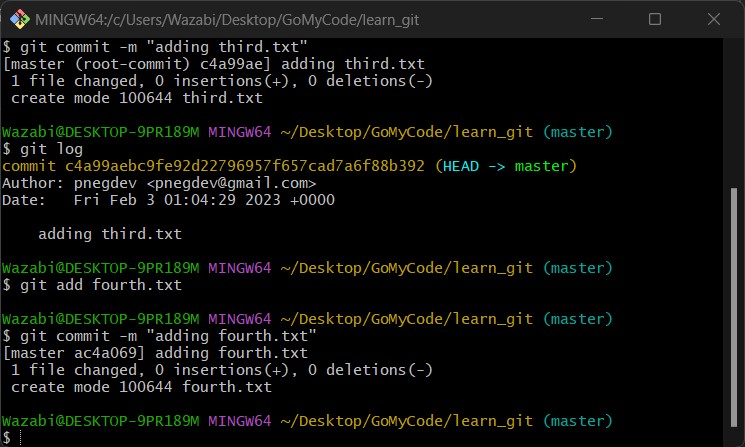 MINGW64:/c/Users/Wazabi/Desktop/GoMyCode/learn_git
$ git commit -m "adding third.txt"
[master (root-commit) c4a99ae] adding third.txt
 1 file changed, 0 insertions(+), 0 deletions(-)
 create mode 100644 third.txt
Wazabi@DESKTOP-9PR189M MINGW64 ~/Desktop/GoMyCode/learn_git (master)
$ git log
commit c4a99aebc9fe92d22796957f657cad7a6f88b392 (HEAD -> master)
Author: pnegdev <pnegdev@gmail.com>
Date:   Fri Feb 3 01:04:29 2023 +0000
    adding third.txt
Wazabi@DESKTOP-9PR189M MINGW64 ~/Desktop/GoMyCode/learn_git (master)
$ git add fourth.txt
Wazabi@DESKTOP-9PR189M MINGW64 ~/Desktop/GoMyCode/learn_git (master)
$ git commit -m "adding fourth.txt"
[master ac4a069] adding fourth.txt
 1 file changed, 0 insertions(+), 0 deletions(-)
 create mode 100644 fourth.txt
Wazabi@DESKTOP-9PR189M MINGW64 ~/Desktop/GoMyCode/learn_git (master)
$